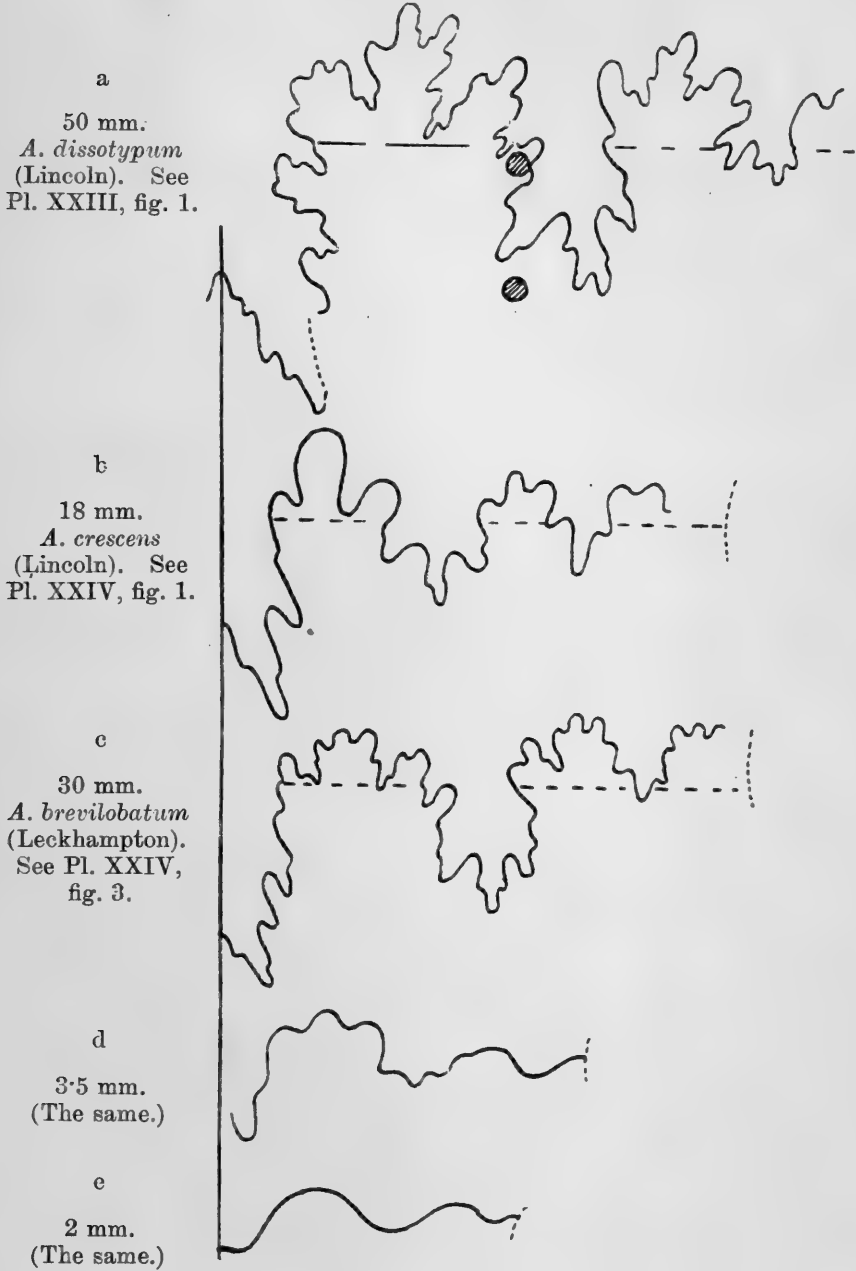 a
50 mm.
A. dissotypum
(Lincoln). See
Pl. XXIII, fig. 1.
b
18 mm.
A. crescens
(Lincoln). See
Pl. XXIV, fig. 1.
c
30 mm.
A. brevilobatum
(Leckhampton).
See Pl. XXIV,
fig. 3.
d
3·5 mm.
(The same.)
e
2 mm.
(The same.)